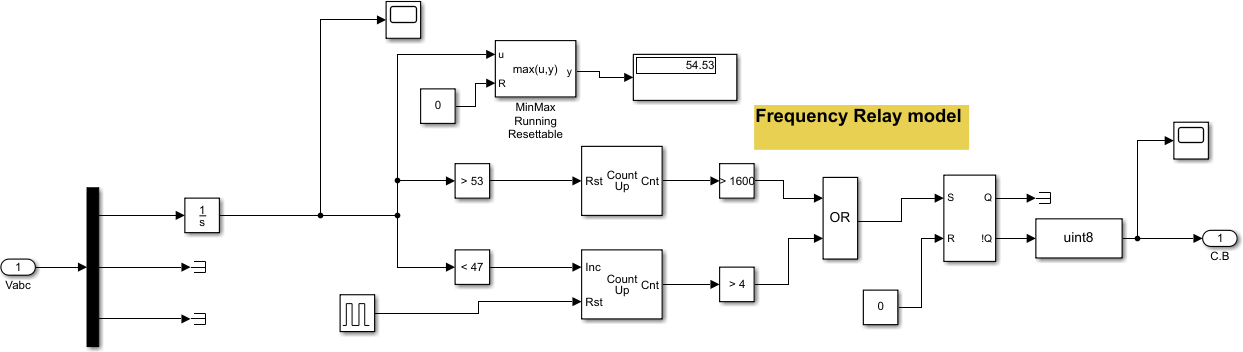 u
R
max(u,y)
y
54.53
0
MinMax
Running
Resettable
Frequency Relay model
> 53
Rst
Count
Up
Cnt
> 1600
1
s
OR
S
Q
R
!Q
uint8
1
C.B
1
Vabc
< 47
Inc
Rst
Count
Up
Cnt
> 4
0